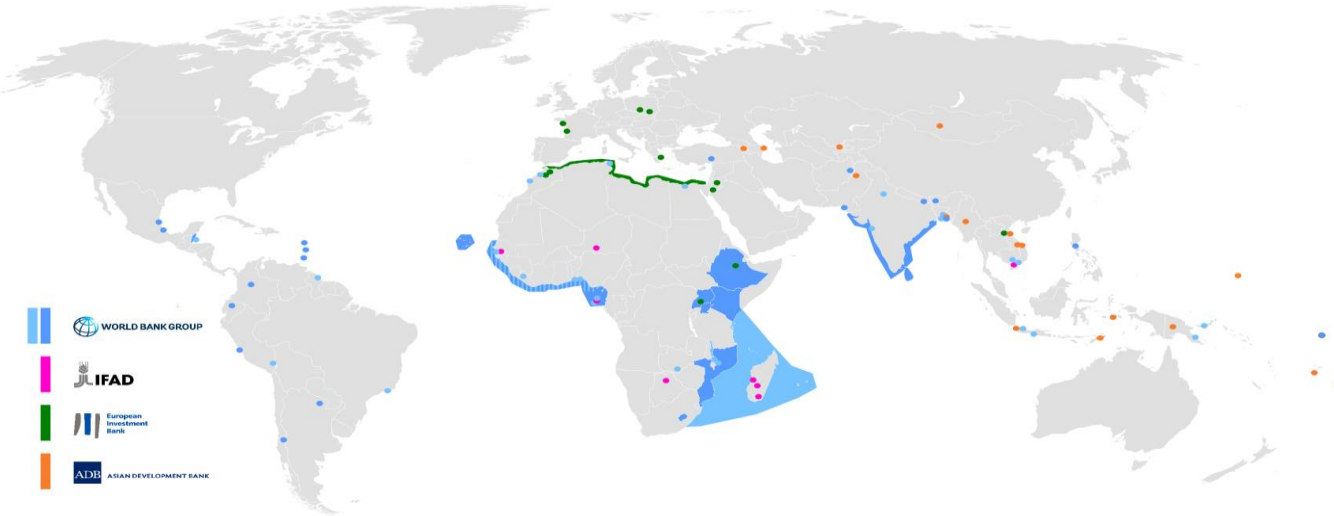 WORLD BANK GROUP
IFAD
European
Investment
Bank
ADB ASIAN DEVELOPMENT BANK